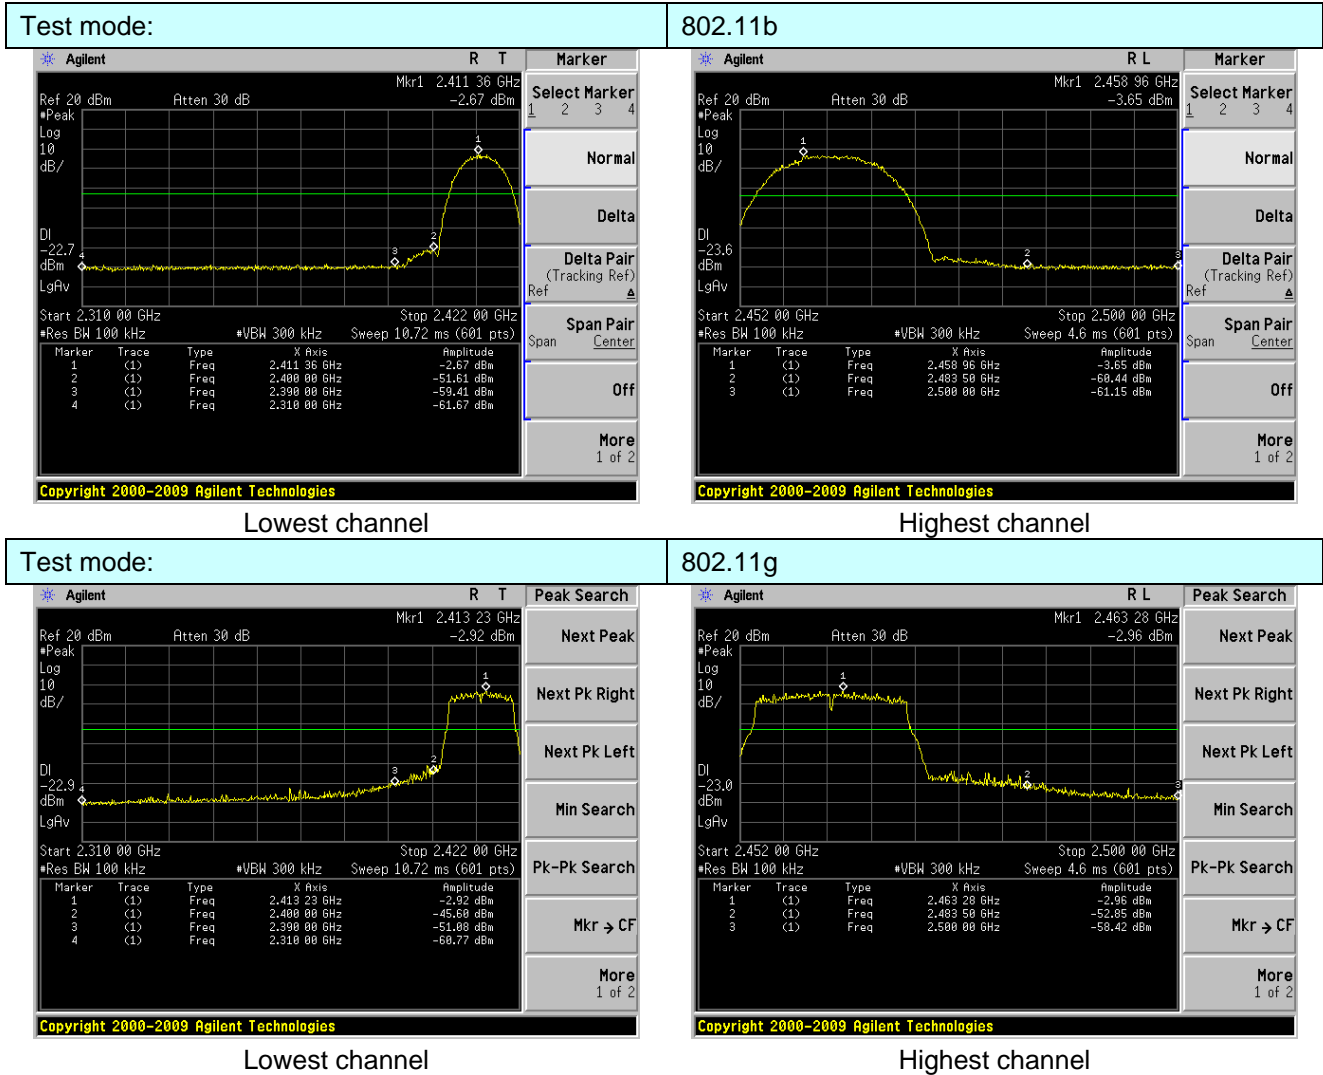 Test mode: 802.11b
Agilent R T Marker
Mkr1 2.411 36 GHz
Ref 20 dBm Atten 30 dB -2.67 dBm
#Peak
Log
10
dB/
1
2
3
4
DI
-22.7
dBm
LgAv
Start 2.310 00 GHz Stop 2.422 00 GHz
#Res BW 100 kHz #VBW 300 kHz Sweep 10.72 ms (601 pts)
Marker Trace Type X Axis Amplitude
1 (1) Freq 2.411 36 GHz -2.67 dBm
2 (1) Freq 2.400 00 GHz -51.61 dBm
3 (1) Freq 2.390 00 GHz -59.41 dBm
4 (1) Freq 2.310 00 GHz -61.67 dBm
Copyright 2000-2009 Agilent Technologies
Select Marker
1 2 3 4
Normal
Delta
Delta Pair
(Tracking Ref)
Ref Δ
Span Pair
Span Center
Off
More
1 of 2
Lowest channel
Agilent R L Marker
Mkr1 2.458 96 GHz
Ref 20 dBm Atten 30 dB -3.65 dBm
#Peak
Log
10
dB/
1
2
3
DI
-23.6
dBm
LgAv
Start 2.452 00 GHz Stop 2.500 00 GHz
#Res BW 100 kHz #VBW 300 kHz Sweep 4.6 ms (601 pts)
Marker Trace Type X Axis Amplitude
1 (1) Freq 2.458 96 GHz -3.65 dBm
2 (1) Freq 2.483 50 GHz -60.44 dBm
3 (1) Freq 2.500 00 GHz -61.15 dBm
Copyright 2000-2009 Agilent Technologies
Select Marker
1 2 3 4
Normal
Delta
Delta Pair
(Tracking Ref)
Ref Δ
Span Pair
Span Center
Off
More
1 of 2
Highest channel
Test mode: 802.11g
Agilent R T Peak Search
Mkr1 2.413 23 GHz
Ref 20 dBm Atten 30 dB -2.92 dBm
#Peak
Log
10
dB/
1
2
3
4
DI
-22.9
dBm
LgAv
Start 2.310 00 GHz Stop 2.422 00 GHz
#Res BW 100 kHz #VBW 300 kHz Sweep 10.72 ms (601 pts)
Marker Trace Type X Axis Amplitude
1 (1) Freq 2.413 23 GHz -2.92 dBm
2 (1) Freq 2.400 00 GHz -45.60 dBm
3 (1) Freq 2.390 00 GHz -51.08 dBm
4 (1) Freq 2.310 00 GHz -60.77 dBm
Copyright 2000-2009 Agilent Technologies
Next Peak
Next Pk Right
Next Pk Left
Min Search
Pk-Pk Search
Mkr → CF
More
1 of 2
Lowest channel
Agilent R L Peak Search
Mkr1 2.463 28 GHz
Ref 20 dBm Atten 30 dB -2.96 dBm
#Peak
Log
10
dB/
1
2
3
DI
-23.0
dBm
LgAv
Start 2.452 00 GHz Stop 2.500 00 GHz
#Res BW 100 kHz #VBW 300 kHz Sweep 4.6 ms (601 pts)
Marker Trace Type X Axis Amplitude
1 (1) Freq 2.463 28 GHz -2.96 dBm
2 (1) Freq 2.483 50 GHz -52.85 dBm
3 (1) Freq 2.500 00 GHz -58.42 dBm
Copyright 2000-2009 Agilent Technologies
Next Peak
Next Pk Right
Next Pk Left
Min Search
Pk-Pk Search
Mkr → CF
More
1 of 2
Highest channel